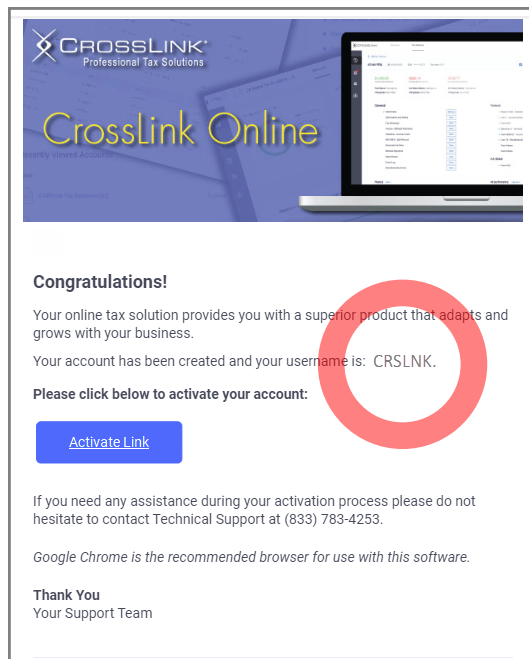 CROSSLINK
Professional Tax Solutions
CrossLink Online
Congratulations!
Your online tax solution provides you with a superior product that adapts and
grows with your business.
Your account has been created and your username is: CRSLNK.
Please click below to activate your account:
Activate Link
If you need any assistance during your activation process please do not
hesitate to contact Technical Support at (833) 783-4253.
Google Chrome is the recommended browser for use with this software.
Thank You
Your Support Team